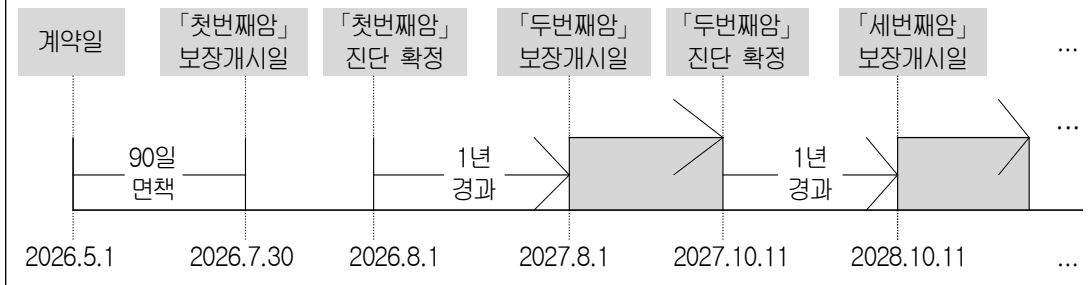 계약일
「첫번째암」
보장개시일
「첫번째암」
진단 확정
「두번째암」
보장개시일
「두번째암」
진단 확정
「세번째암」
보장개시일
...
...
90일
면책
1년
경과
1년
경과
2026.5.1
2026.7.30
2026.8.1
2027.8.1
2027.10.11
2028.10.11
...